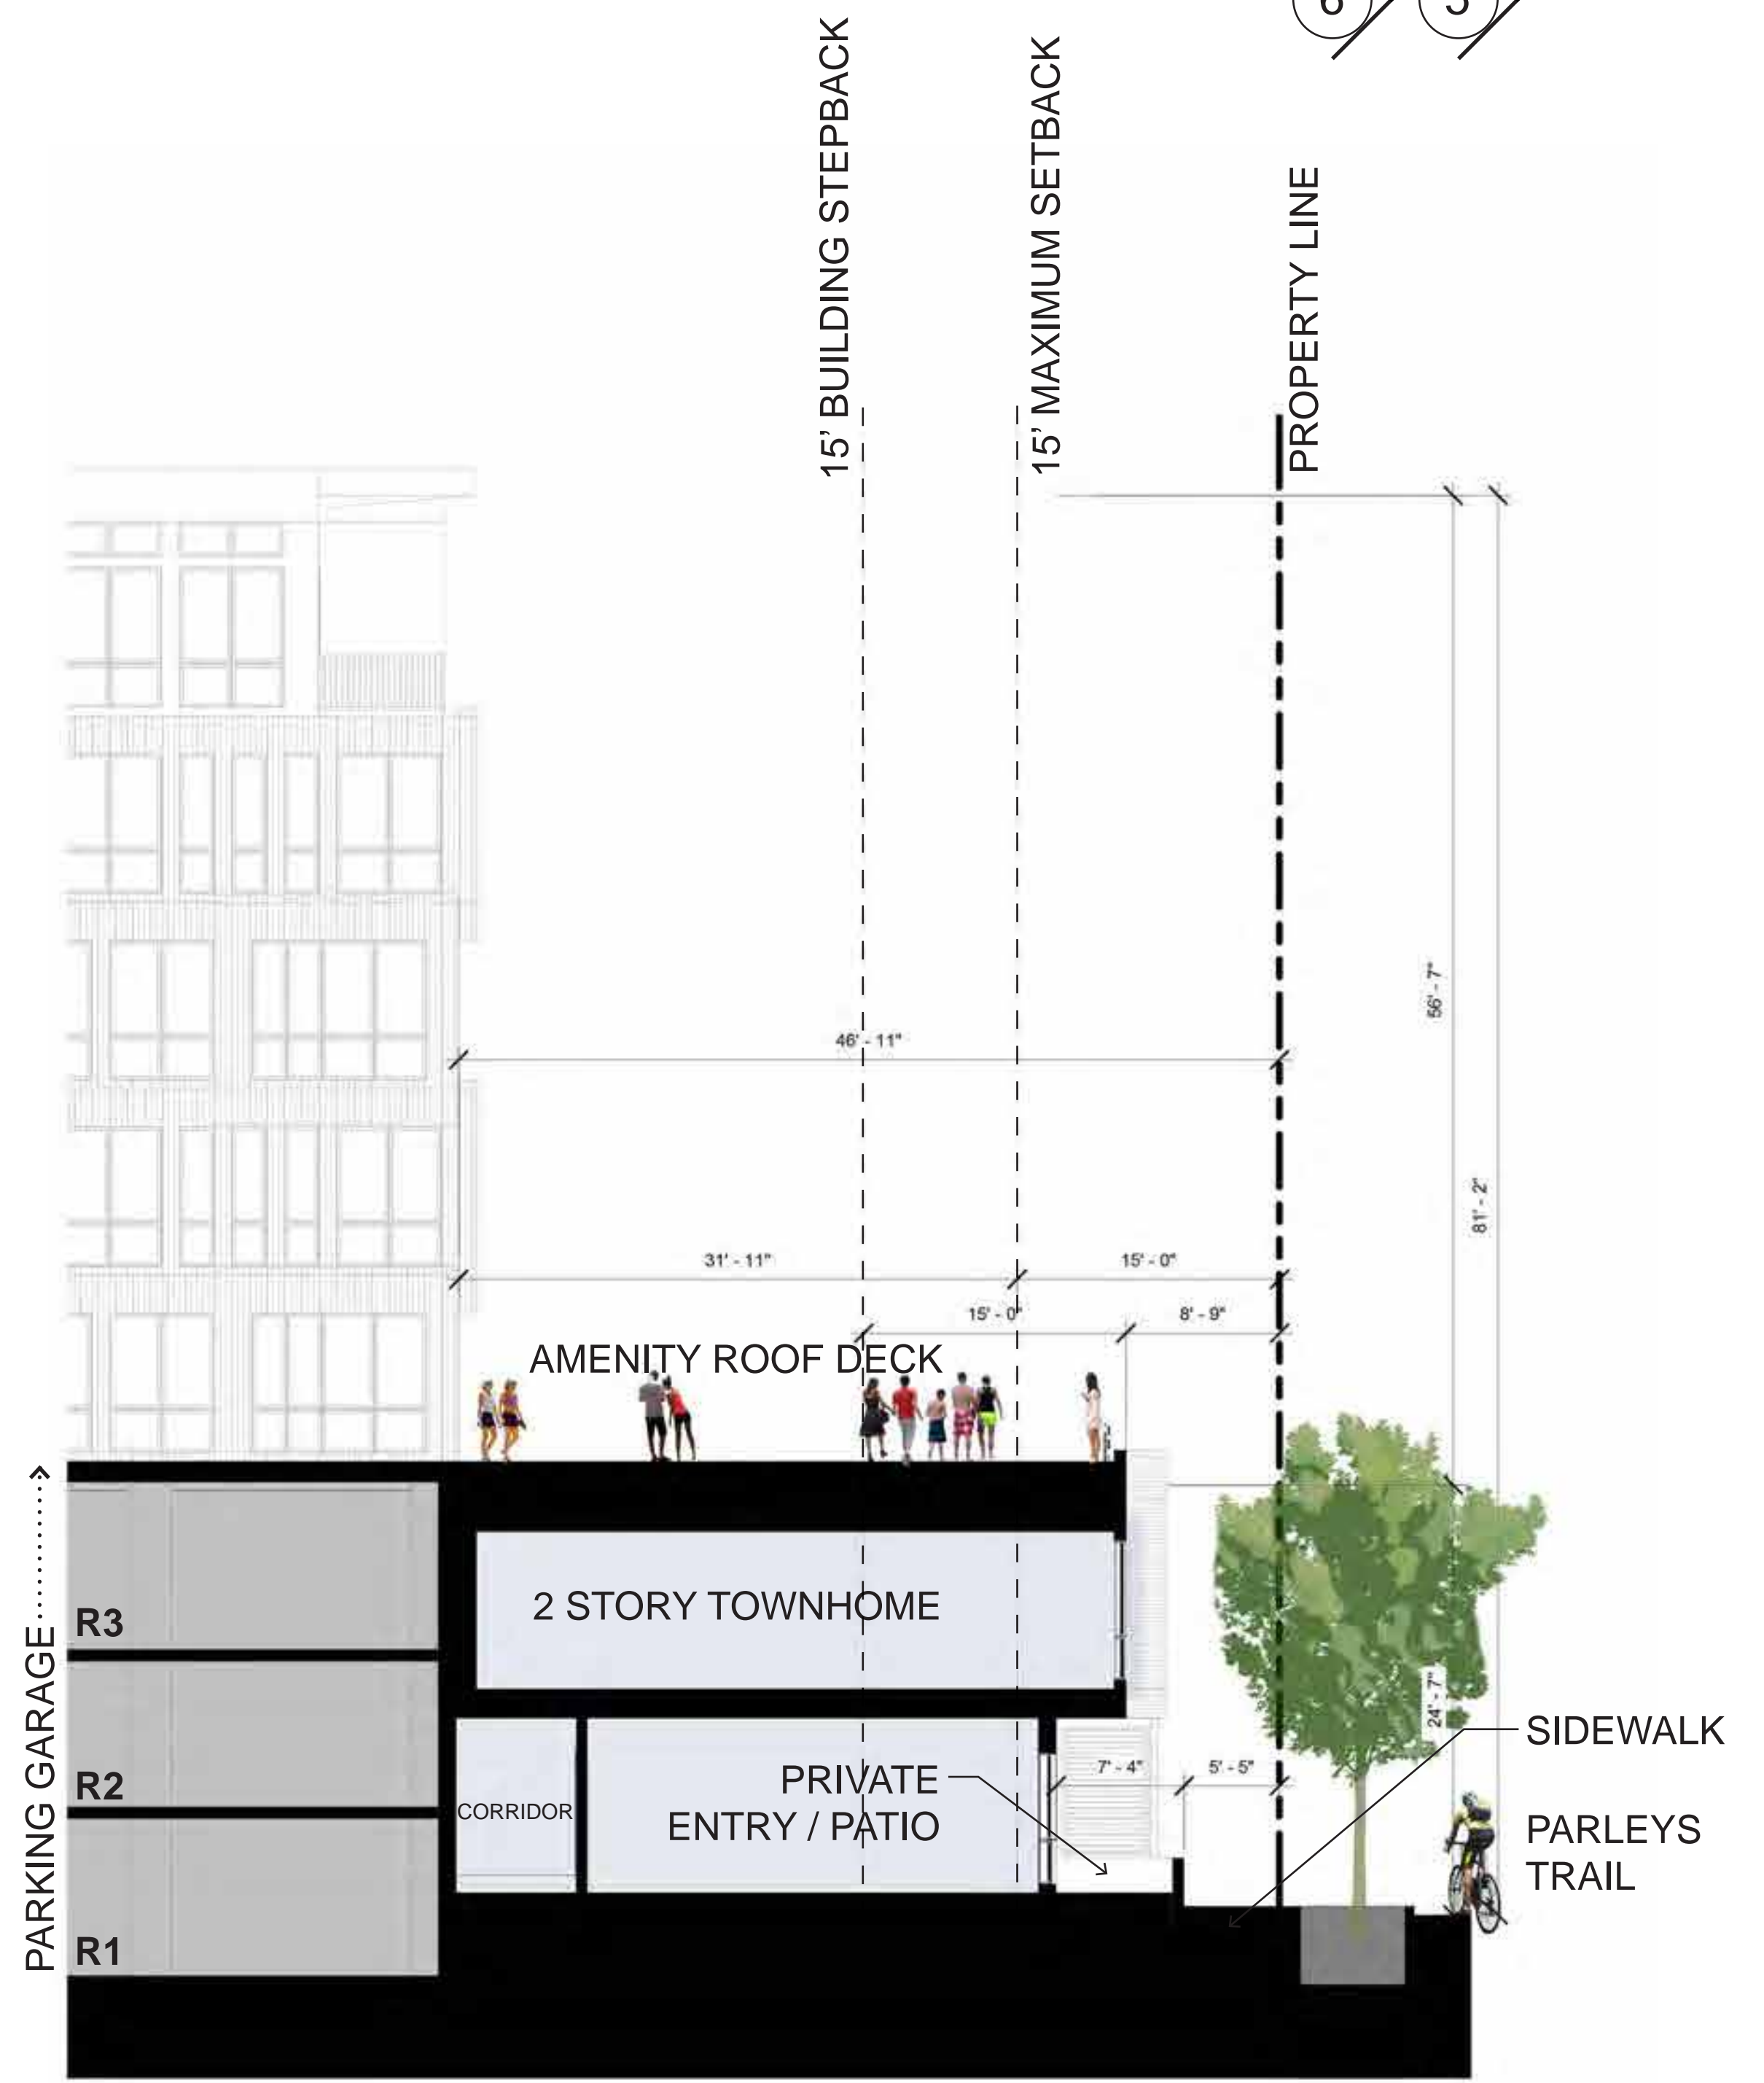 6
5
15’ BUILDING STEPBACK
15’ MAXIMUM SETBACK
PROPERTY LINE
56' - 7"
46' - 11"
81' - 2"
31' - 11"
15' - 0"
15' - 0"
8' - 9"
AMENITY ROOF DECK
PARKING GARAGE
R3
2 STORY TOWNHOME
24' - 7"
SIDEWALK
R2
CORRIDOR
PRIVATE
ENTRY / PATIO
7' - 4"
5' - 5"
PARLEYS
TRAIL
R1